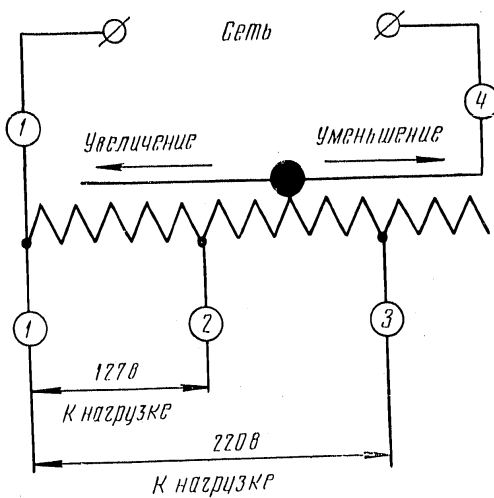 Сеть
1
4
Увеличение
Уменьшение
1
2
3
127в
К нагрузке
220в
К нагрузке